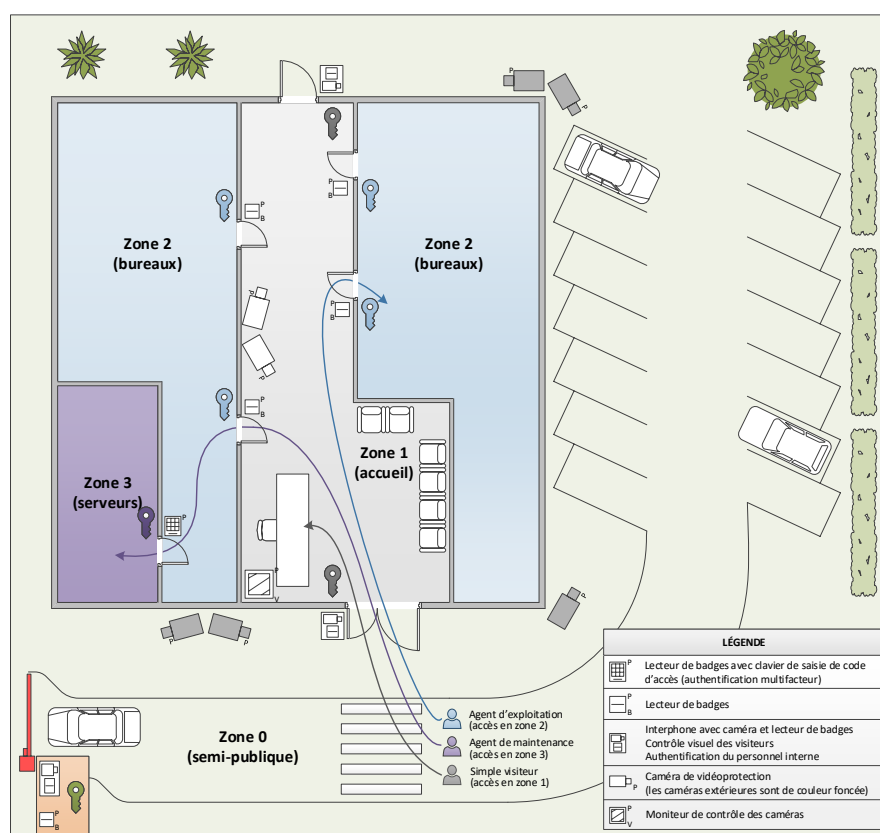 Zone 2
(bureaux)
Zone 2
(bureaux)
Zone 1
(accueil)
Zone 3
(serveurs)
Zone 0
(semi-publique)
Agent d'exploitation
(accès en zone 2)
Agent de maintenance
(accès en zone 3)
Simple visiteur
(accès en zone 1)
LÉGENDE
P
Lecteur de badges avec clavier de saisie de code
d'accès (authentification multifacteur)
P
B
Lecteur de badges
Interphone avec caméra et lecteur de badges
Contrôle visuel des visiteurs
Authentification du personnel interne
P
Caméra de vidéoprotection
(les caméras extérieures sont de couleur foncée)
P
V
Moniteur de contrôle des caméras
P
B
P
B
P
B
P
B
P
P
V
P
B
P
P
P
P
P
P
P